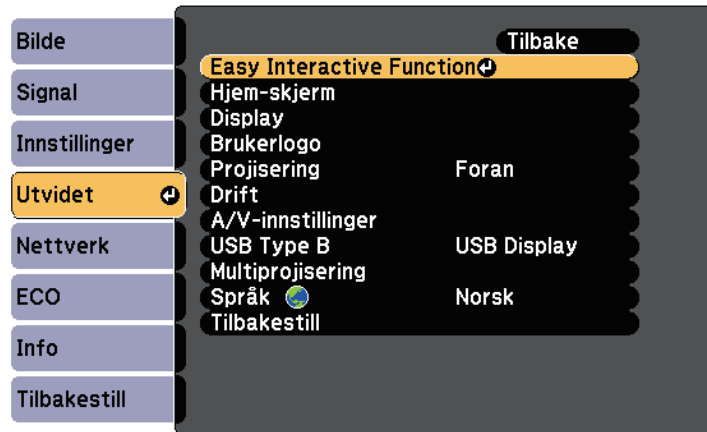 Bilde
Signal
Innstillinger
Utvidet
Nettverk
ECO
Info
Tilbakestill
Tilbake
Easy Interactive Function
Hjem-skjerm
Display
Brukerlogo
Projisering Foran
Drift
A/V-innstillinger
USB Type B USB Display
Multiprojisering
Språk Norsk
Tilbakestill